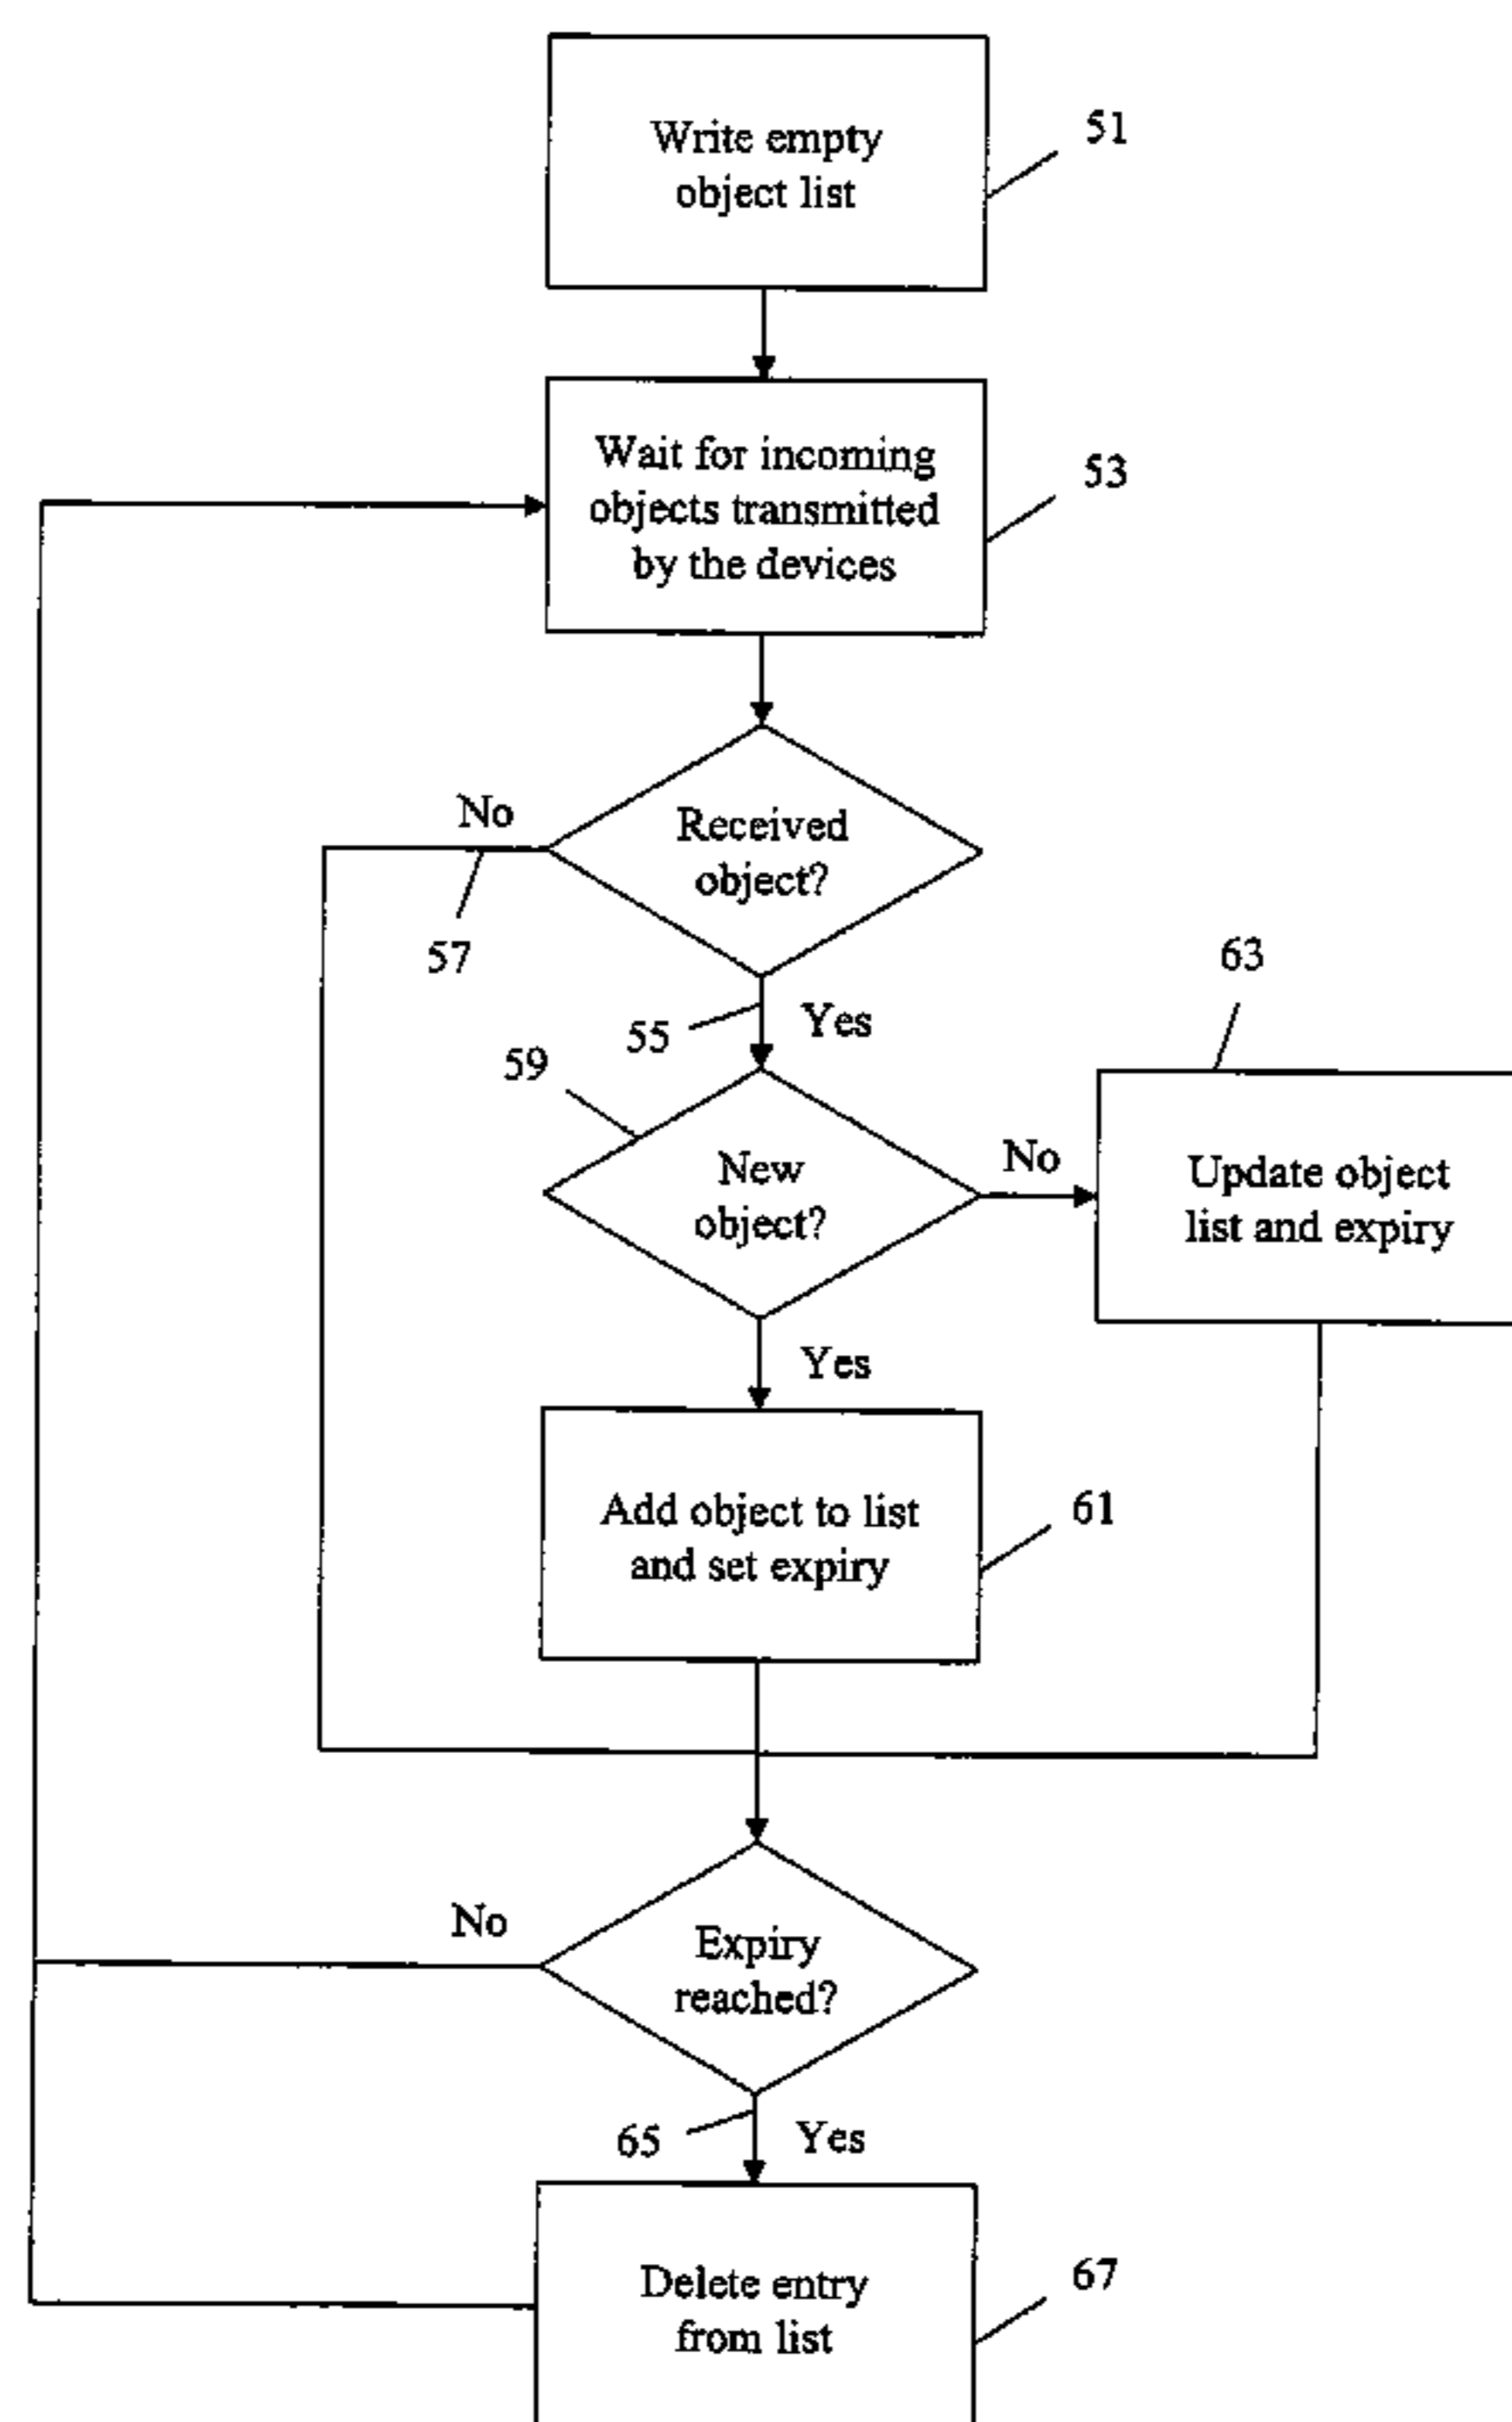 Write empty
object list
51
Wait for incoming
objects transmitted
by the devices
53
No
Received
object?
57
55
Yes
63
59
New
object?
No
Update object
list and expiry
Yes
Add object to list
and set expiry
61
No
Expiry
reached?
65
Yes
Delete entry
from list
67